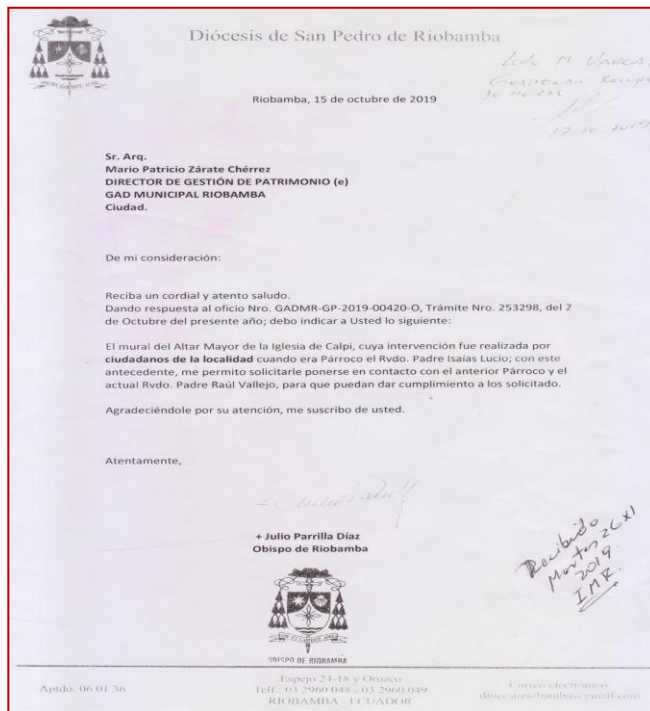 Diócesis de San Pedro de Riobamba
Riobamba, 15 de octubre de 2019
Sr. Arq.
Mario Patricio Zárate Chérrez
DIRECTOR DE GESTIÓN DE PATRIMONIO (e)
GAD MUNICIPAL RIOBAMBA
Ciudad.
De mi consideración:
Reciba un cordial y atento saludo.
Dando respuesta al oficio Nro. GADMR-GP-2019-00420-O, Trámite Nro. 253298, del 2
de Octubre del presente año; debo indicar a Usted lo siguiente:
El mural del Altar Mayor de la Iglesia de Calpi, cuya intervención fue realizada por
ciudadanos de la localidad cuando era Párroco el Rvdo. Padre Isaías Lucio; con este
antecedente, me permito solicitarle ponerse en contacto con el anterior Párroco y el
actual Rvdo. Padre Raúl Vallejo, para que puedan dar cumplimiento a los solicitado.
Agradeciéndole por su atención, me suscribo de usted.
Atentamente,
+ Julio Parrilla Díaz
Obispo de Riobamba
Recibido
Martes 26 XI
2019
I.M.R.
OBISPO DE RIOBAMBA
Apido: 06 01 36
Espejo 24-18 y Orozco
Telf.: 03 2960 048 - 03 2960 049
RIOBAMBA - ECUADOR
Correo electrónico: